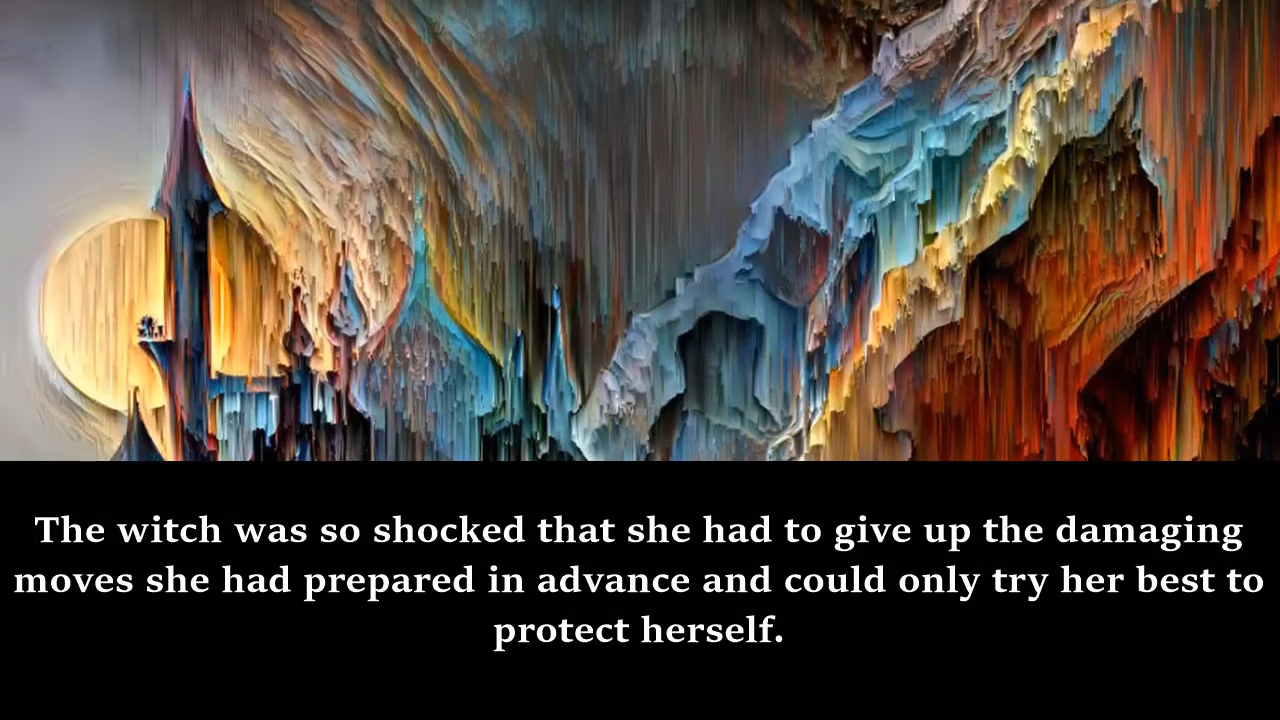 The witch was so shocked that she had to give up the damaging
moves she had prepared in advance and could only try her best to
protect herself.